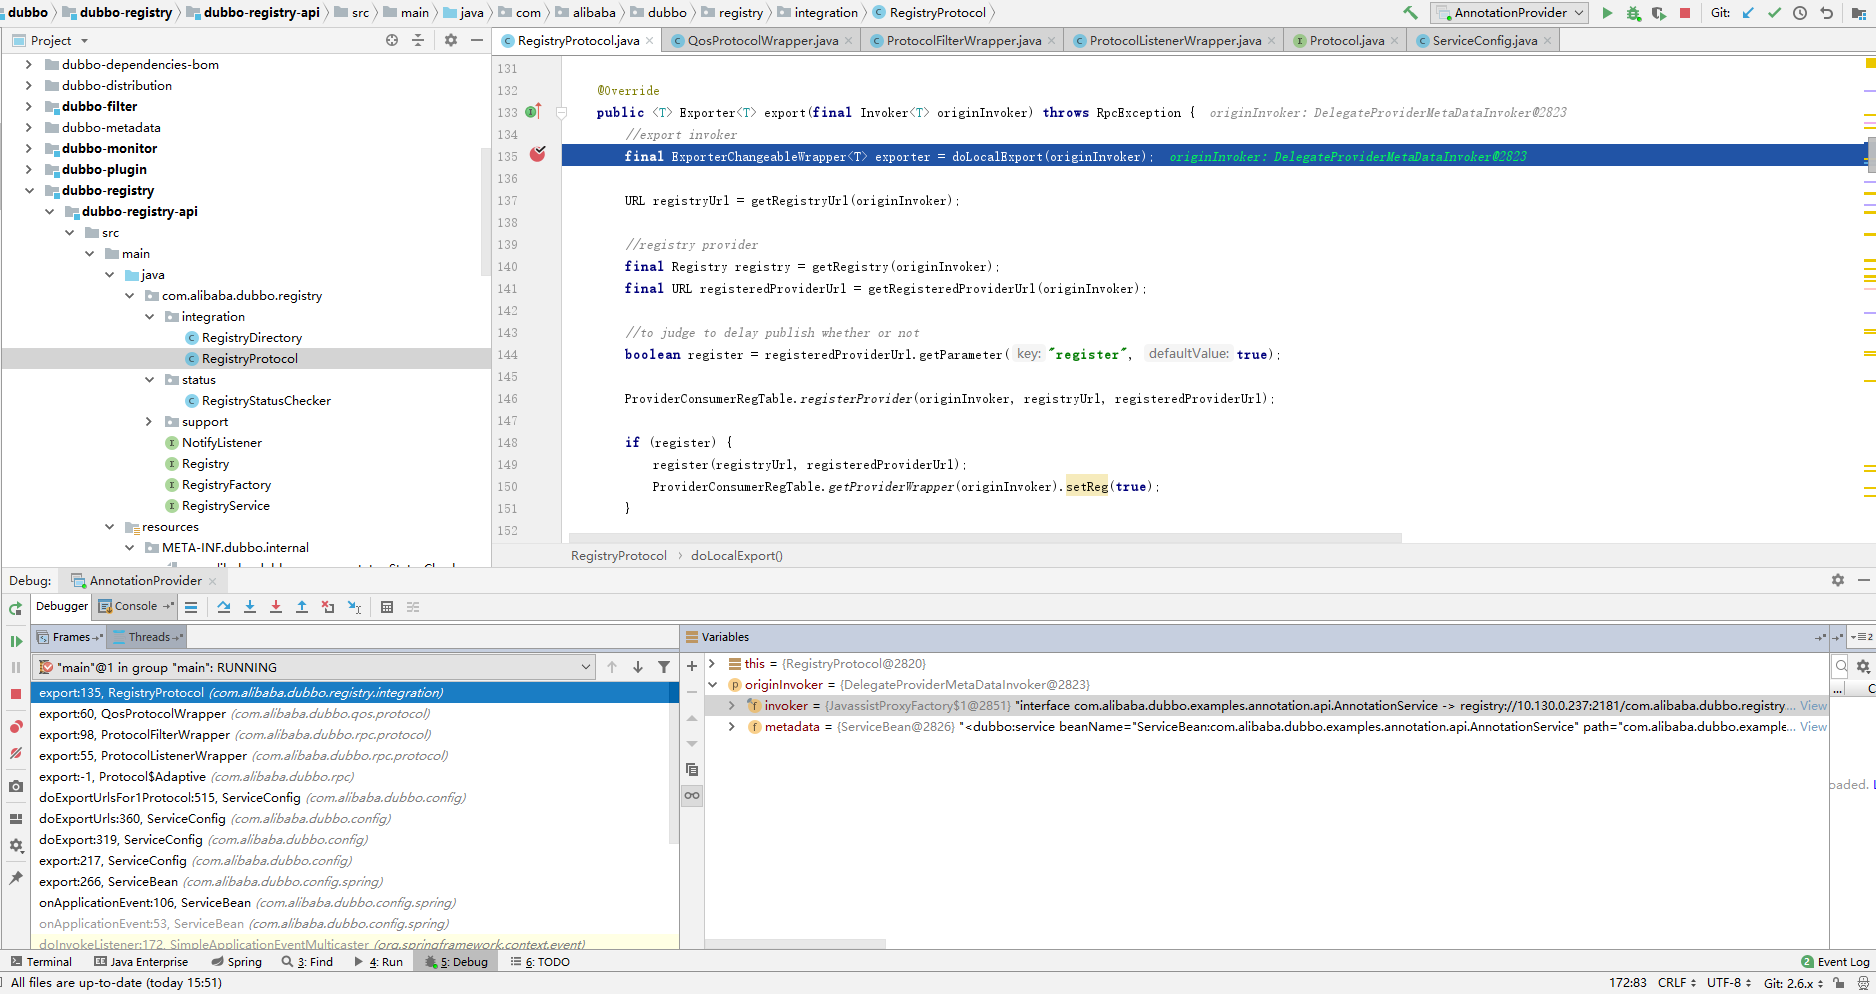 dubbo dubbo-registry dubbo-registry-api src main java com alibaba dubbo registry integration RegistryProtocol AnnotationProvider Git:
Project
RegistryProtocol.java QosProtocolWrapper.java ProtocolFilterWrapper.java ProtocolListenerWrapper.java Protocol.java ServiceConfig.java
dubbo-dependencies-bom
dubbo-distribution
dubbo-filter
dubbo-metadata
dubbo-monitor
dubbo-plugin
dubbo-registry
dubbo-registry-api
src
main
java
com.alibaba.dubbo.registry
integration
RegistryDirectory
RegistryProtocol
status
RegistryStatusChecker
support
NotifyListener
Registry
RegistryFactory
RegistryService
resources
META-INF.dubbo.internal
131
132 @Override
133 public <T> Exporter<T> export(final Invoker<T> originInvoker) throws RpcException { originInvoker: DelegateProviderMetaDataInvoker@2823
134 //export invoker
135 final ExporterChangeableWrapper<T> exporter = doLocalExport(originInvoker); originInvoker: DelegateProviderMetaDataInvoker@2823
136
137 URL registryUrl = getRegistryUrl(originInvoker);
138
139 //registry provider
140 final Registry registry = getRegistry(originInvoker);
141 final URL registeredProviderUrl = getRegisteredProviderUrl(originInvoker);
142
143 //to judge to delay publish whether or not
144 boolean register = registeredProviderUrl.getParameter( key: "register", defaultValue: true);
145
146 ProviderConsumerRegTable.registerProvider(originInvoker, registryUrl, registeredProviderUrl);
147
148 if (register) {
149 register(registryUrl, registeredProviderUrl);
150 ProviderConsumerRegTable.getProviderWrapper(originInvoker).setReg(true);
151 }
152
RegistryProtocol › doLocalExport()
Debug: AnnotationProvider
Debugger Console
Frames Threads
"main"@1 in group "main": RUNNING
export:135, RegistryProtocol (com.alibaba.dubbo.registry.integration)
export:60, QosProtocolWrapper (com.alibaba.dubbo.qos.protocol)
export:98, ProtocolFilterWrapper (com.alibaba.dubbo.rpc.protocol)
export:55, ProtocolListenerWrapper (com.alibaba.dubbo.rpc.protocol)
export:-1, Protocol$Adaptive (com.alibaba.dubbo.rpc)
doExportUrlsFor1Protocol:515, ServiceConfig (com.alibaba.dubbo.config)
doExportUrls:360, ServiceConfig (com.alibaba.dubbo.config)
doExport:319, ServiceConfig (com.alibaba.dubbo.config)
export:217, ServiceConfig (com.alibaba.dubbo.config)
export:266, ServiceBean (com.alibaba.dubbo.config.spring)
onApplicationEvent:106, ServiceBean (com.alibaba.dubbo.config.spring)
onApplicationEvent:53, ServiceBean (com.alibaba.dubbo.config.spring)
doInvokeListener:172, SimpleApplicationEventMulticaster (org.springframework.context.event)
Variables
this = {RegistryProtocol@2820}
originInvoker = {DelegateProviderMetaDataInvoker@2823}
invoker = {JavassistProxyFactory$1@2851} "interface com.alibaba.dubbo.examples.annotation.api.AnnotationService -> registry://10.130.0.237:2181/com.alibaba.dubbo.registry... View
metadata = {ServiceBean@2826} "<dubbo:service beanName="ServiceBean:com.alibaba.dubbo.examples.annotation.api.AnnotationService" path="com.alibaba.dubbo.example... View
2
... C
oaded.
Terminal Java Enterprise Spring 3: Find 4: Run 5: Debug 6: TODO 2 Event Log
All files are up-to-date (today 15:51) 172:83 CRLF UTF-8 Git: 2.6.x